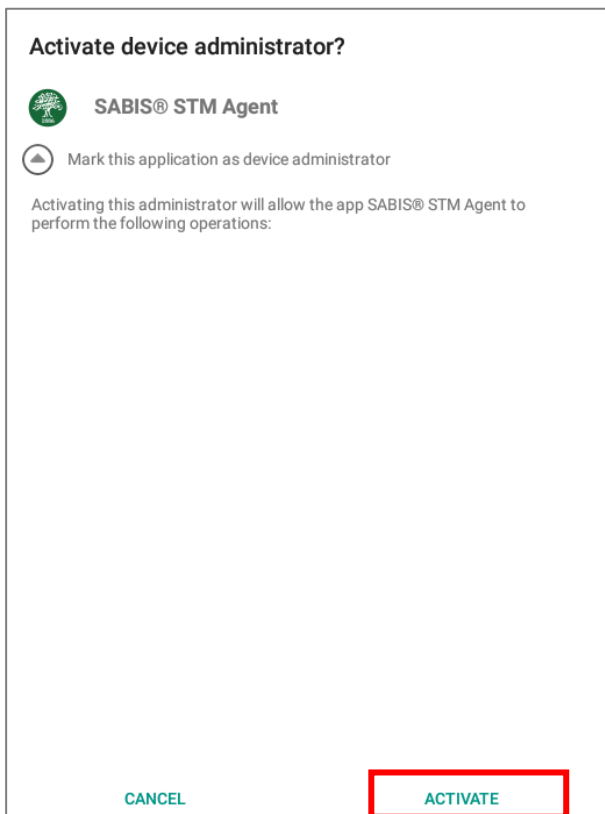 Activate device administrator?
SABIS® STM Agent
Mark this application as device administrator
Activating this administrator will allow the app SABIS® STM Agent to
perform the following operations:
CANCEL
ACTIVATE